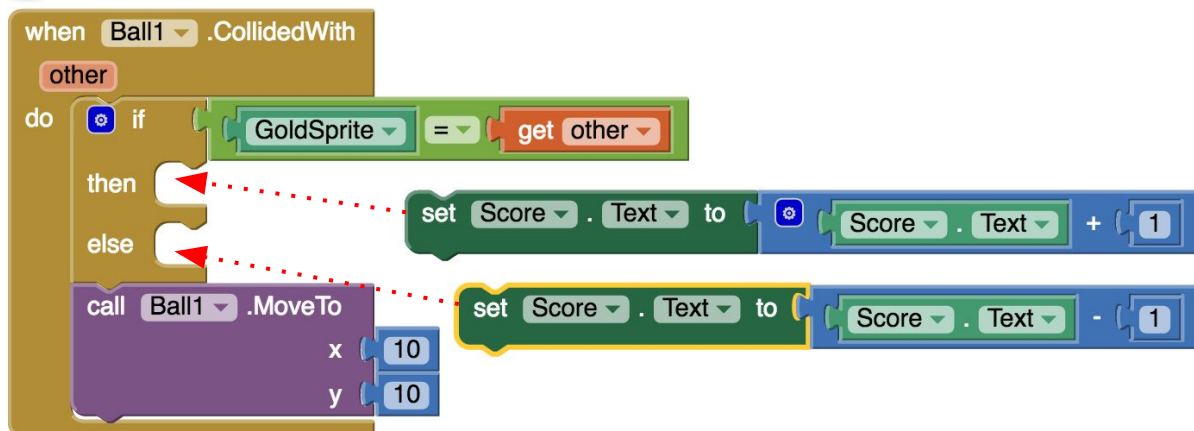 when Ball1 .CollidedWith
other
do if GoldSprite = get other
then
set Score . Text to Score . Text + 1
else
set Score . Text to Score . Text - 1
call Ball1 .MoveTo
x 10
y 10